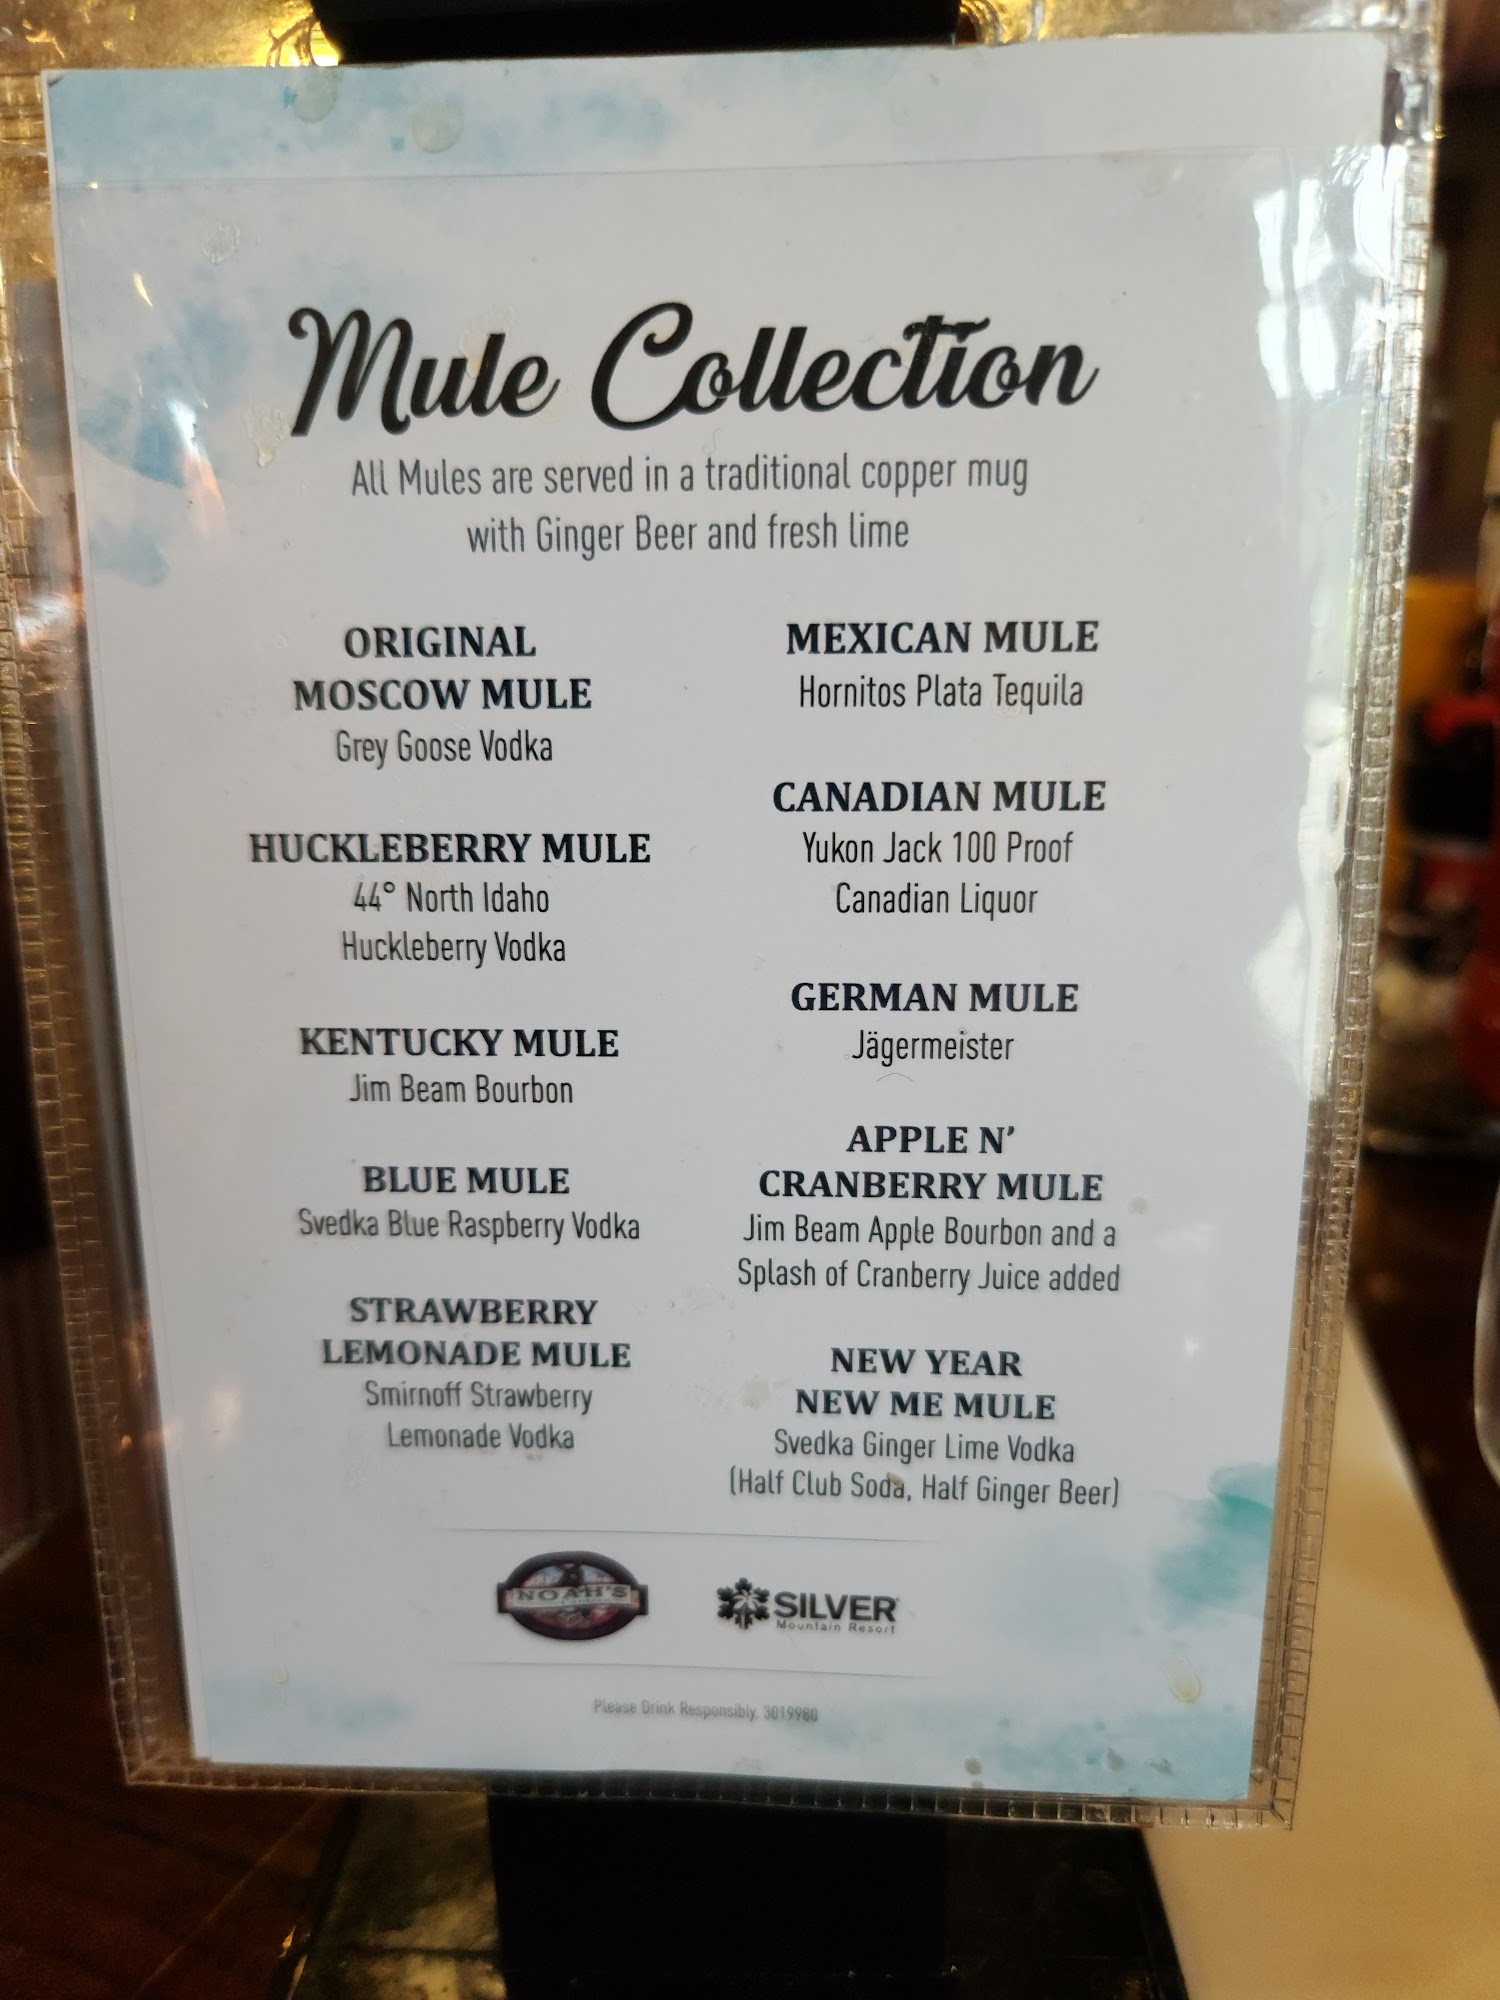 Mule Collection
All Mules are served in a traditional copper mug
with Ginger Beer and fresh lime
ORIGINAL
MOSCOW MULE
Grey Goose Vodka
HUCKLEBERRY MULE
44° North Idaho
Huckleberry Vodka
KENTUCKY MULE
Jim Beam Bourbon
BLUE MULE
Svedka Blue Raspberry Vodka
STRAWBERRY
LEMONADE MULE
Smirnoff Strawberry
Lemonade Vodka
MEXICAN MULE
Hornitos Plata Tequila
CANADIAN MULE
Yukon Jack 100 Proof
Canadian Liquor
GERMAN MULE
Jägermeister
APPLE N’
CRANBERRY MULE
Jim Beam Apple Bourbon and a
Splash of Cranberry Juice added
NEW YEAR
NEW ME MULE
Svedka Ginger Lime Vodka
(Half Club Soda, Half Ginger Beer)
NOAH'S
SILVER
Mountain Resort
Please Drink Responsibly. 3019980